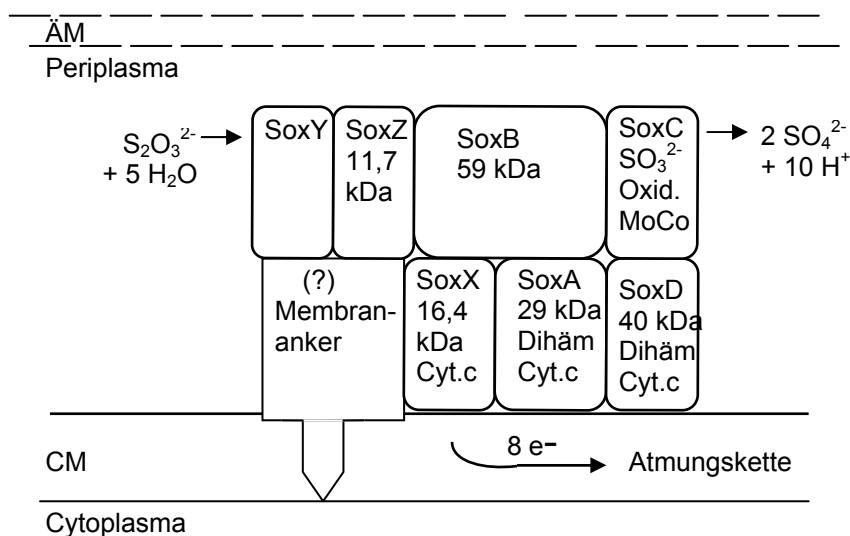 ÄM
Periplasma
S₂O₃²⁻
+ 5 H₂O
SoxY
SoxZ
11,7
kDa
SoxB
59 kDa
SoxC
SO₃²⁻
Oxid.
MoCo
2 SO₄²⁻
+ 10 H⁺
(?)
Membran-
anker
SoxX
16,4
kDa
Cyt.c
SoxA
29 kDa
Dihäm
Cyt.c
SoxD
40 kDa
Dihäm
Cyt.c
CM
8 e⁻
Atmungskette
Cytoplasma